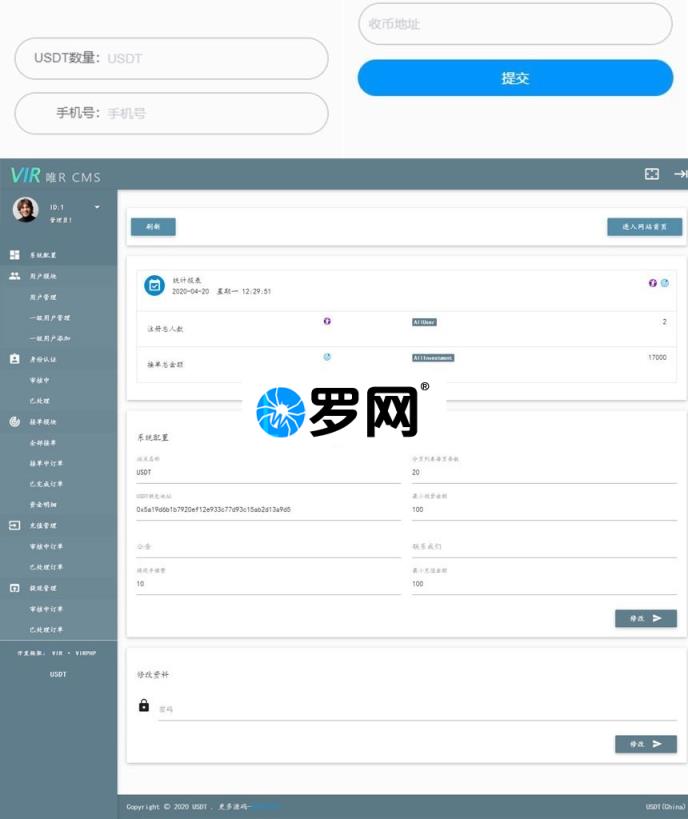 USDT数量: USDT
手机号: 手机号
收币地址
提交
VIR 唯R CMS
ID:1
管理员!
系统配置
用户模块
用户管理
一级用户管理
一级用户添加
身份认证
审核中
已处理
接单模块
全部接单
接单中订单
已完成订单
资金明细
充值管理
审核中订单
已处理订单
提现管理
审核中订单
已处理订单
开发框架: VIR · VIRPHP
USDT
刷新
进入网站首页
统计报表
2020-04-20 星期一 12:29:51
注册总人数 AllUser 2
接单总金额 AllInvestument 17000
罗网®
系统配置
站点名称
USDT
分页列表每页条数
20
USDT钱包地址
0x5a19d6b1b7920ef12e933c77d93c15ab2d13a9d5
最小投资金额
100
公告
联系我们
提现手续费
10
最小充值金额
100
修改
修改资料
密码
修改
Copyright © 2020 USDT . 更多源码-
USDT(China)